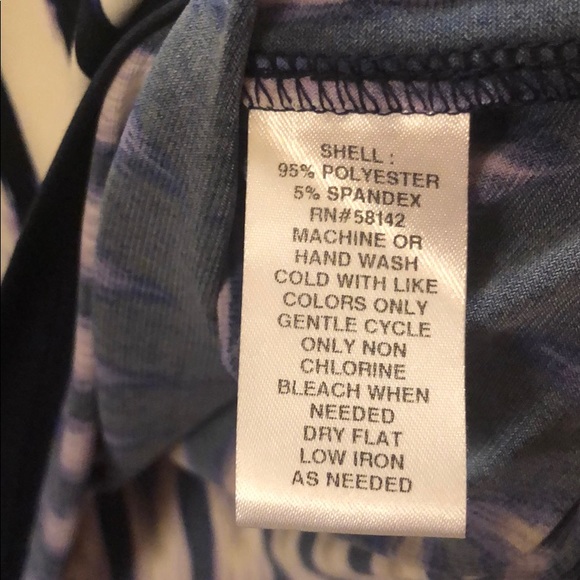 SHELL :
95% POLYESTER
5% SPANDEX
RN#58142
MACHINE OR
HAND WASH
COLD WITH LIKE
COLORS ONLY
GENTLE CYCLE
ONLY NON
CHLORINE
BLEACH WHEN
NEEDED
DRY FLAT
LOW IRON
AS NEEDED